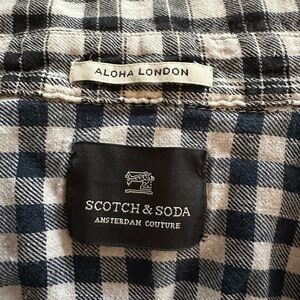 ALOHA LONDON
SCOTCH & SODA
AMSTERDAM COUTURE